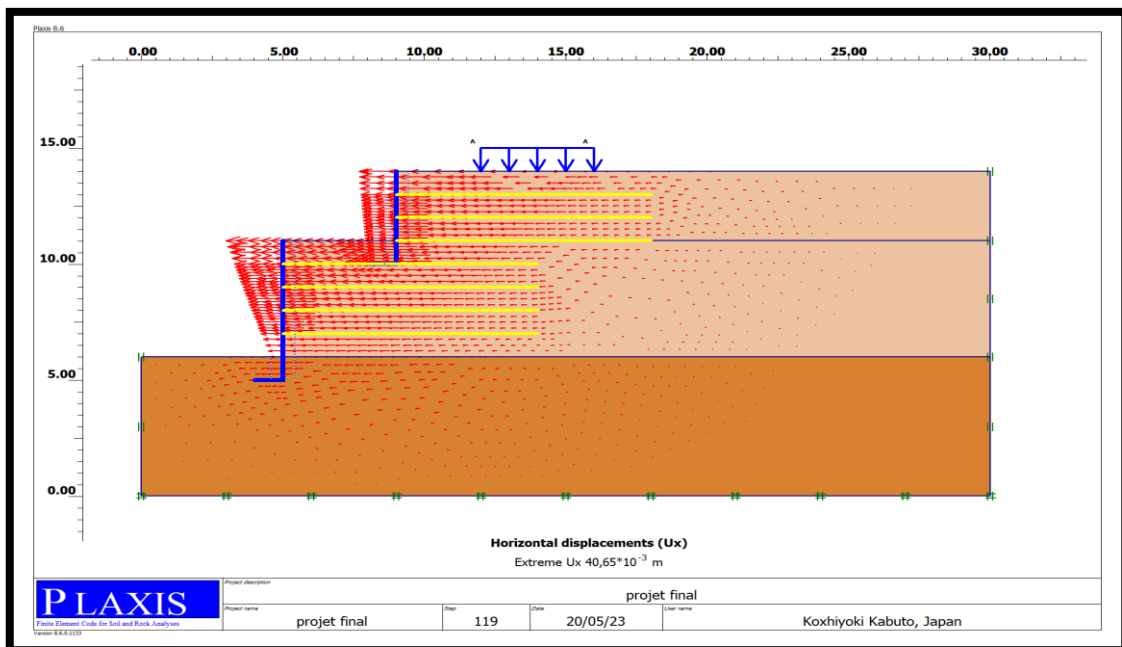 Plaxis 8.6
0.00 5.00 10.00 15.00 20.00 25.00 30.00
15.00
A A
10.00
5.00
0.00
Horizontal displacements (Ux)
Extreme Ux 40,65*10-3 m
PLAXIS
Finite Element Code for Soil and Rock Analyses
Version 8.6.0.1133
Project description
projet final
Project name Step Date User name
projet final 119 20/05/23 Koxhiyoki Kabuto, Japan